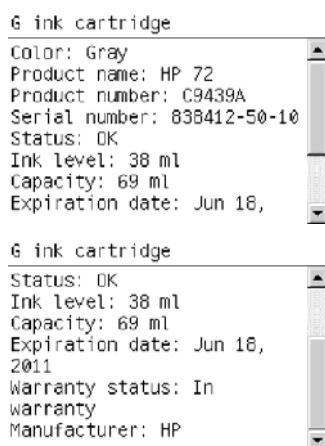 G ink cartridge
Color: Gray
Product name: HP 72
Product number: C9439A
Serial number: 838412-50-10
Status: OK
Ink level: 38 ml
Capacity: 69 ml
Expiration date: Jun 18,
G ink cartridge
Status: OK
Ink level: 38 ml
Capacity: 69 ml
Expiration date: Jun 18,
2011
Warranty status: In
warranty
Manufacturer: HP